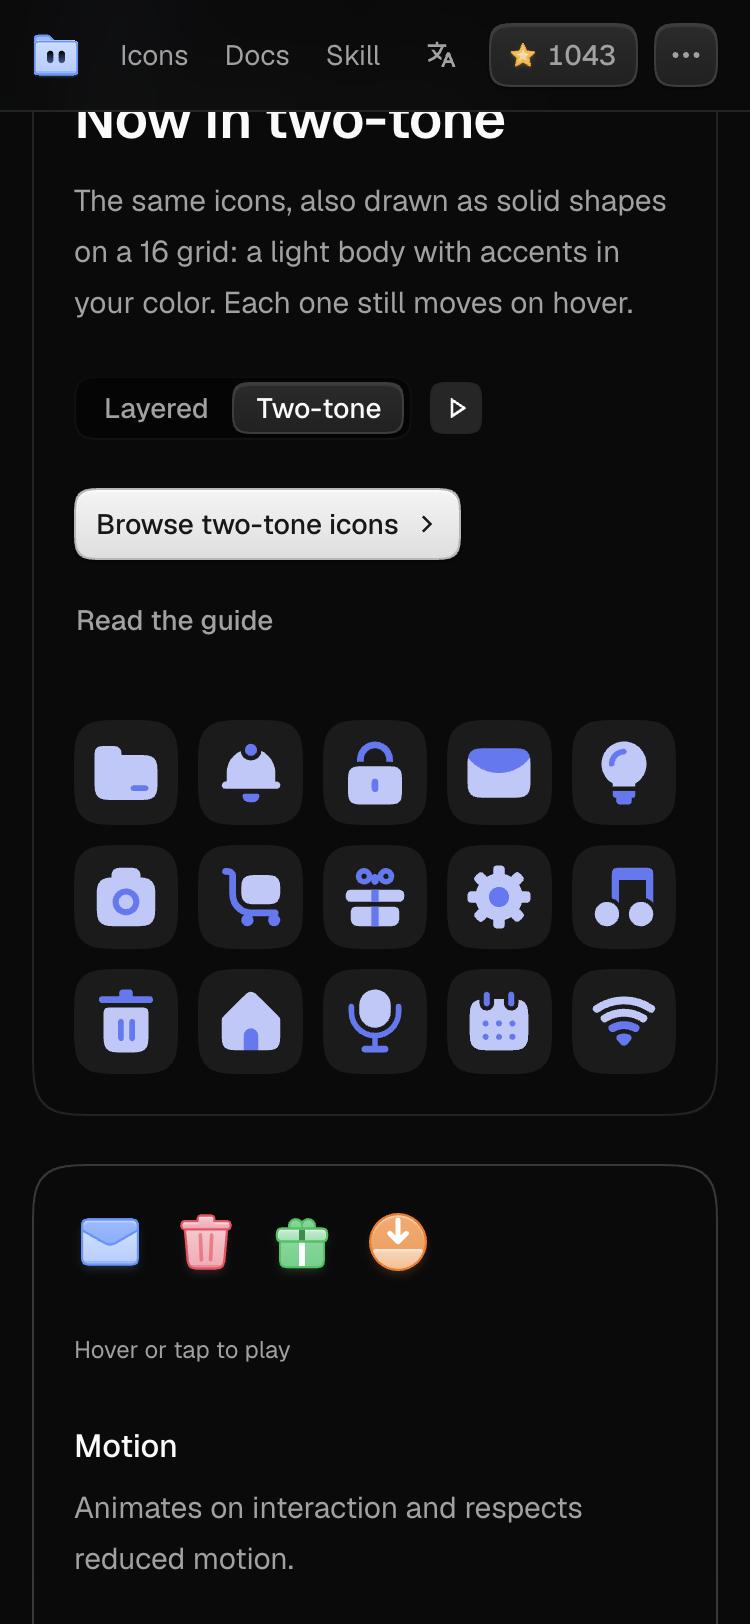 Icons
Docs
Skill
1043
Now in two-tone
The same icons, also drawn as solid shapes
on a 16 grid: a light body with accents in
your color. Each one still moves on hover.
Layered
Two-tone
Browse two-tone icons
Read the guide
Hover or tap to play
Motion
Animates on interaction and respects
reduced motion.